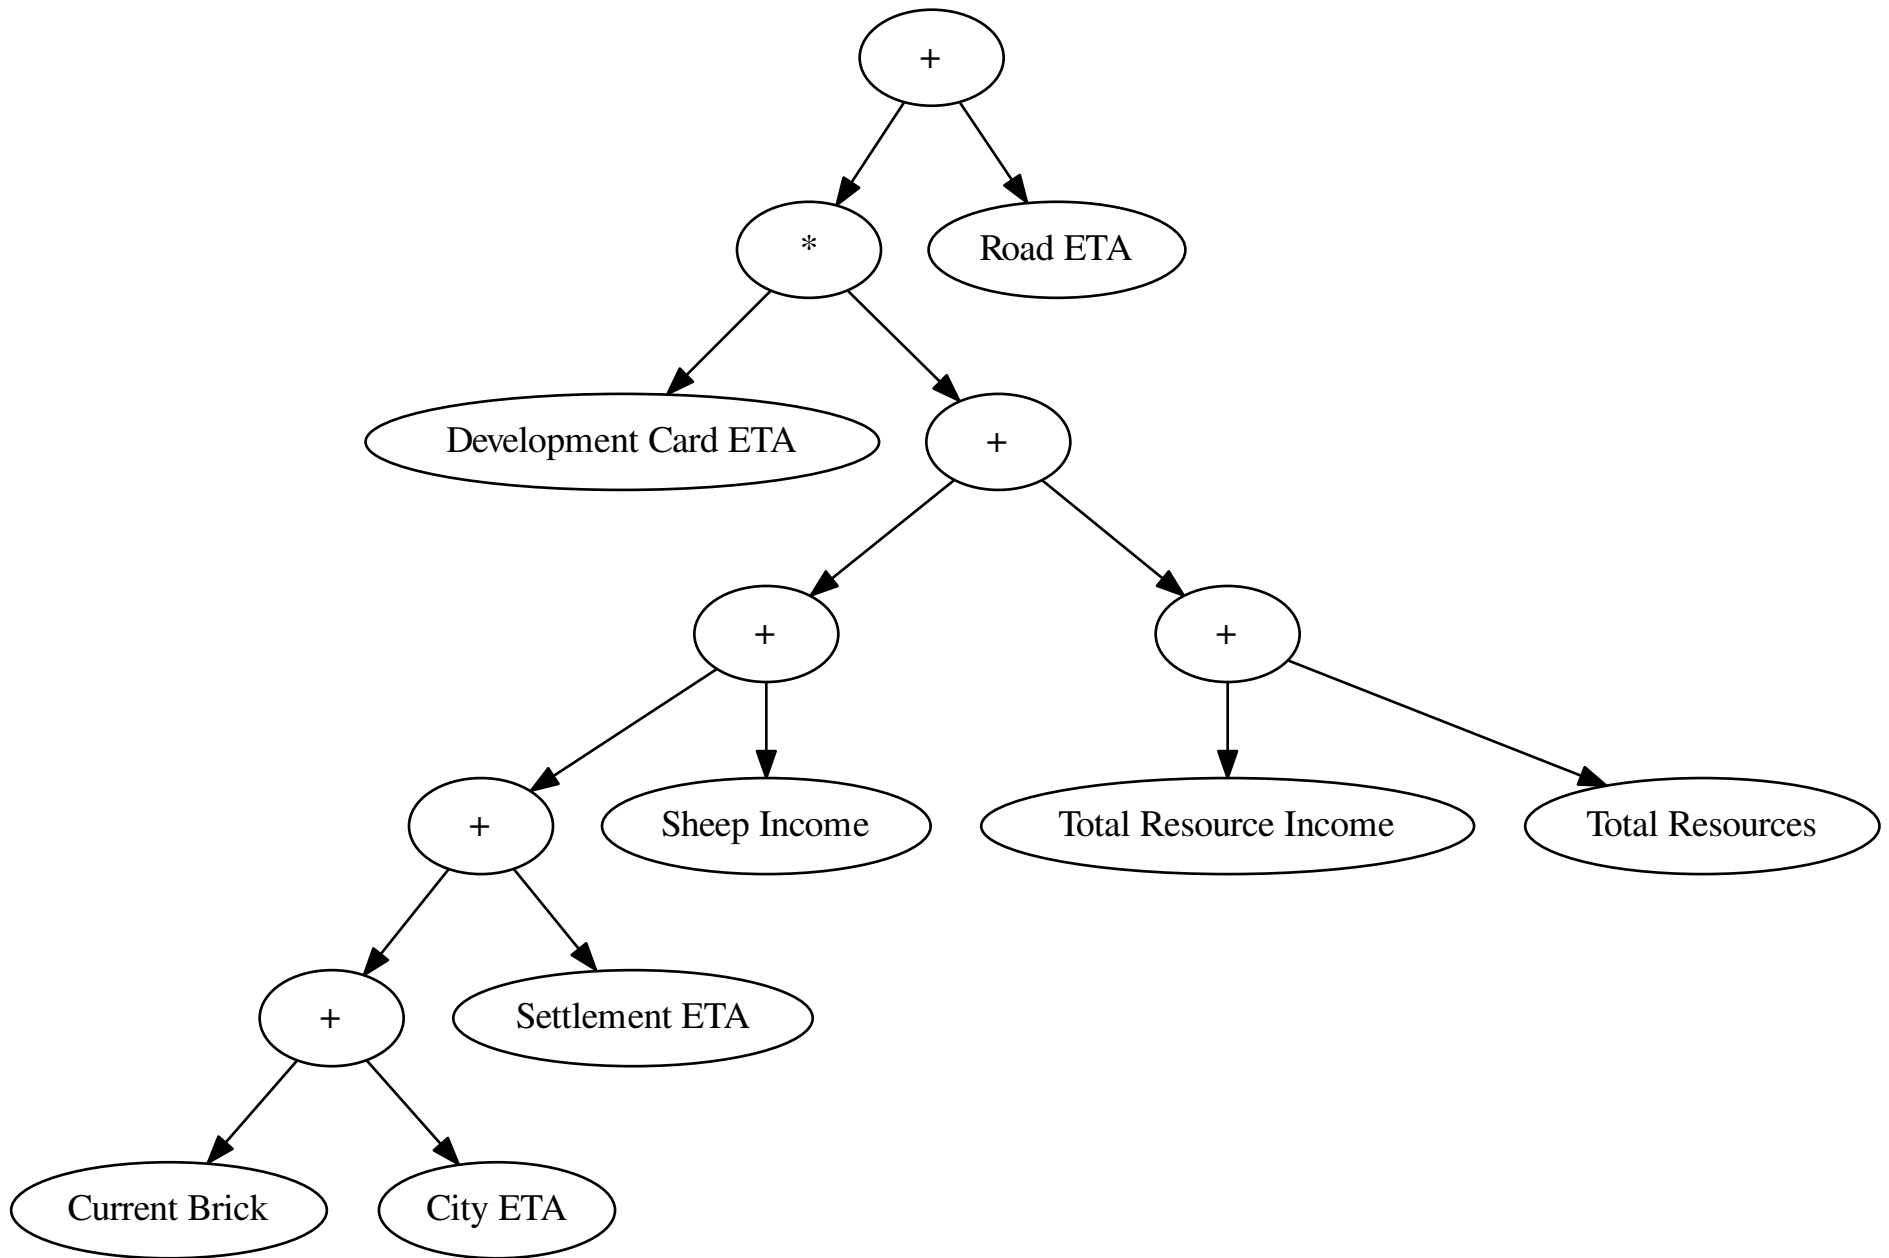 +
*
Road ETA
Development Card ETA
+
+
+
+
Sheep Income
Total Resource Income
Total Resources
+
Settlement ETA
Current Brick
City ETA